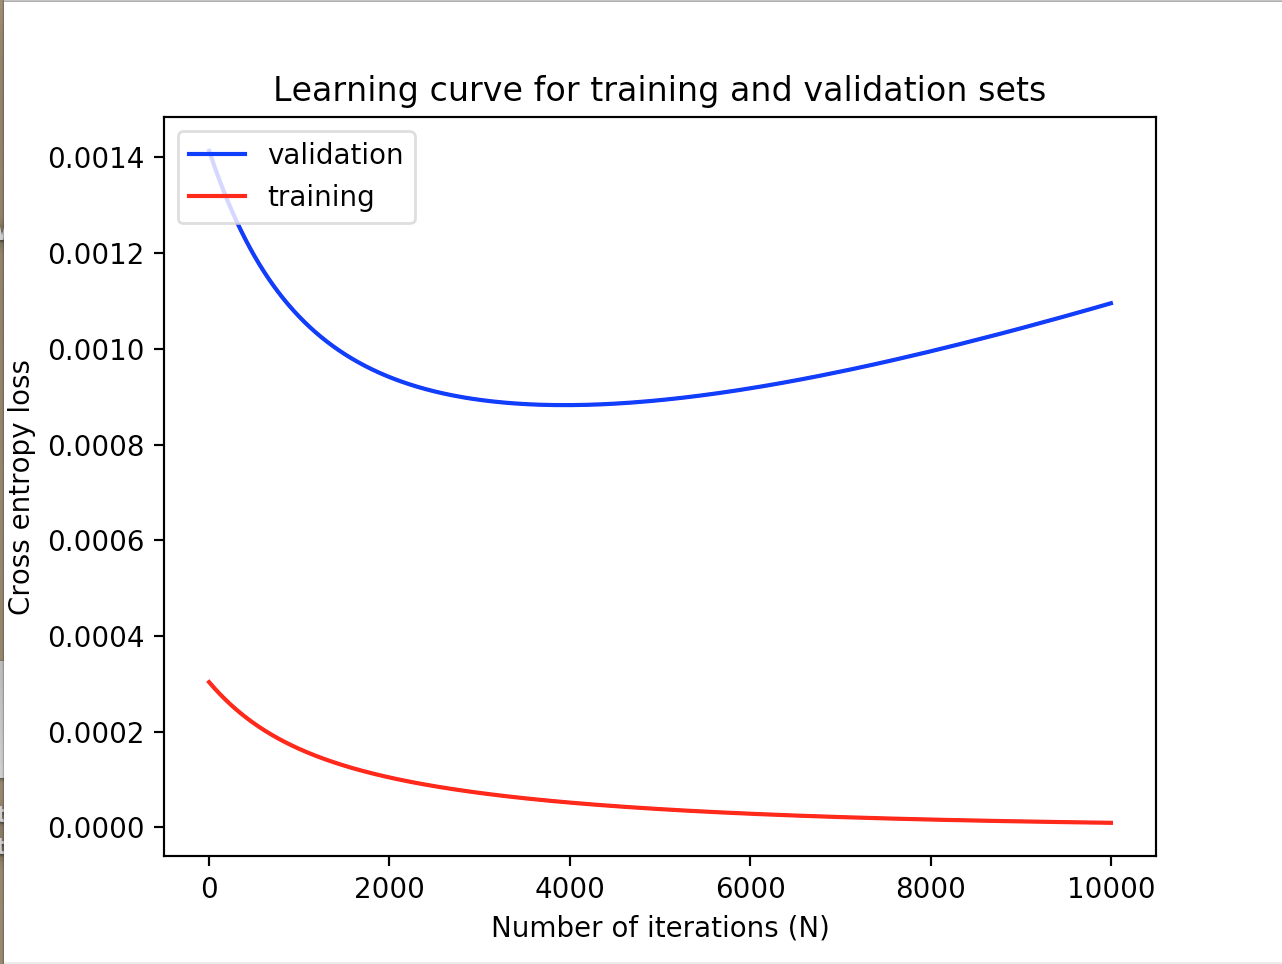 Learning curve for training and validation sets
validation
training
0.0014
0.0012
0.0010
0.0008
0.0006
0.0004
0.0002
0.0000
Cross entropy loss
0 2000 4000 6000 8000 10000
Number of iterations (N)